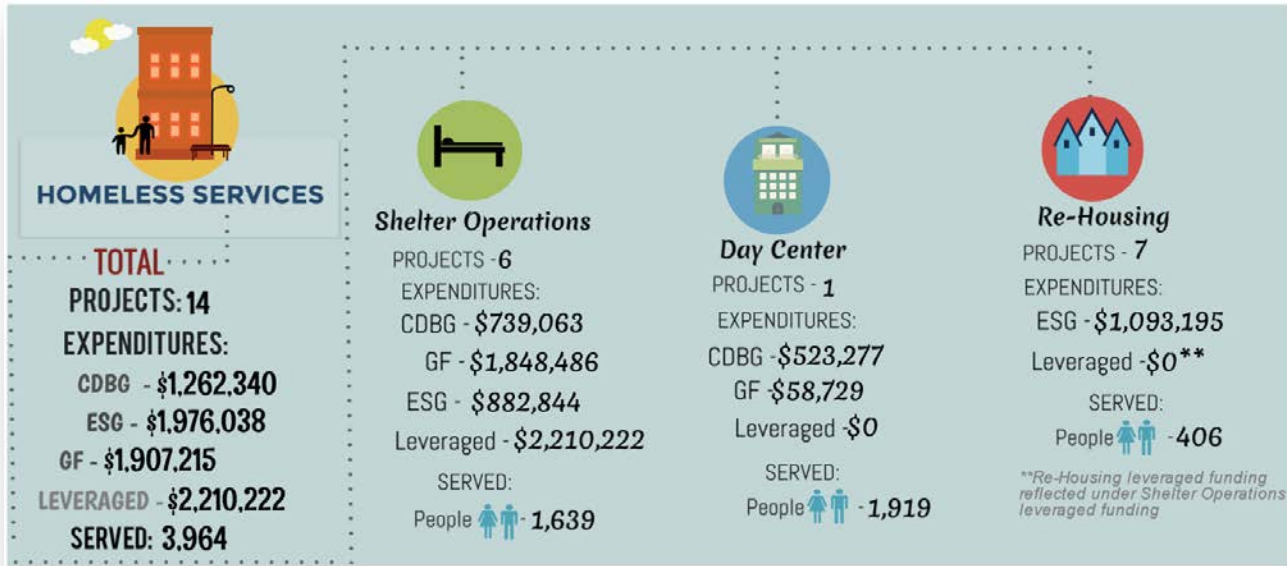 HOMELESS SERVICES
TOTAL
PROJECTS: 14
EXPENDITURES:
CDBG - $1,262,340
ESG - $1,976,038
GF - $1,907,215
LEVERAGED - $2,210,222
SERVED: 3,964
Shelter Operations
PROJECTS - 6
EXPENDITURES:
CDBG - $739,063
GF - $1,848,486
ESG - $882,844
Leveraged - $2,210,222
SERVED:
People - 1,639
Day Center
PROJECTS - 1
EXPENDITURES:
CDBG - $523,277
GF -$58,729
Leveraged -$0
SERVED:
People - 1,919
Re-Housing
PROJECTS - 7
EXPENDITURES:
ESG - $1,093,195
Leveraged -$0**
SERVED:
People -406
**Re-Housing leveraged funding
reflected under Shelter Operations
leveraged funding